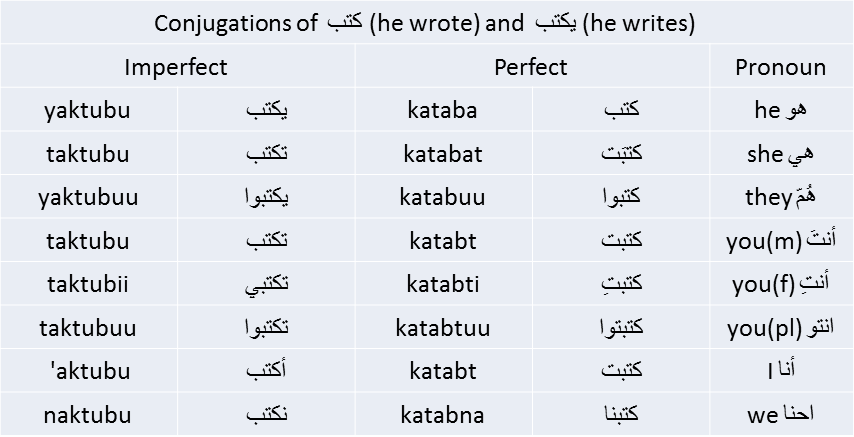 Conjugations of كتب (he wrote) and يكتب (he writes)
Imperfect Perfect Pronoun
yaktubu يكتب kataba كتب he هو
taktubu تكتب katabat كتبَت she هي
yaktubuu يكتبوا katabuu كتبوا they هُمّ
taktubu تكتب katabt كتبت you(m) أنتَ
taktubii تكتبي katabti كتبتِ you(f) أنتِ
taktubuu تكتبوا katabtuu كتبتوا you(pl) انتو
'aktubu أكتب katabt كتبت I أنا
naktubu نكتب katabna كتبنا we احنا